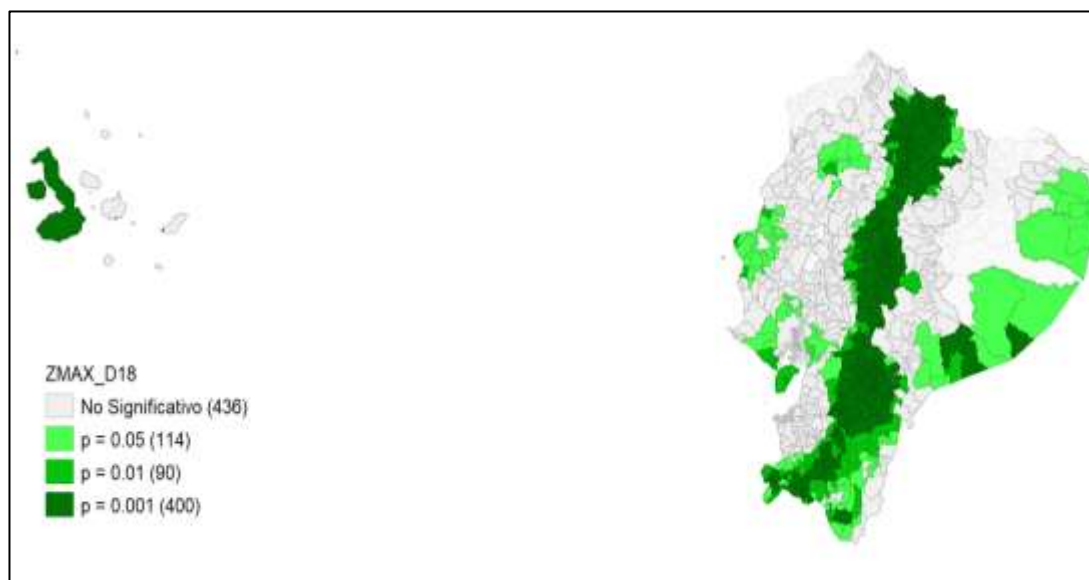 ZMAX_D18
No Significativo (436)
p = 0.05 (114)
p = 0.01 (90)
p = 0.001 (400)